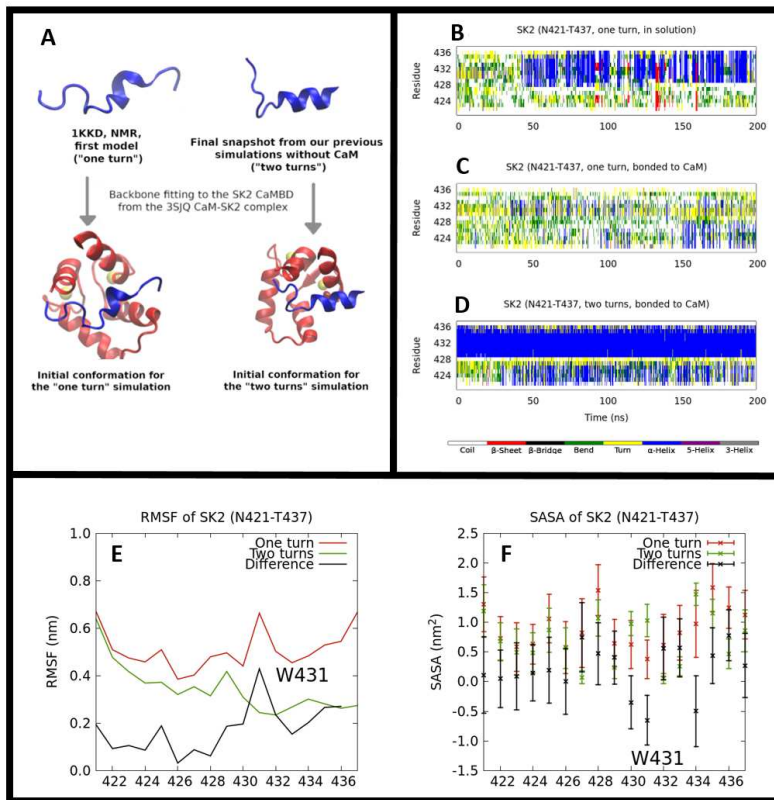 A
1KKD, NMR,
first model
("one turn")
Final snapshot from our previous
simulations without CaM
("two turns")
Backbone fitting to the SK2 CaMBD
from the 3SJQ CaM-SK2 complex
Initial conformation for
the "one turn" simulation
Initial conformation for
the "two turns" simulation
B
SK2 (N421-T437, one turn, in solution)
Residue
436
432
428
424
0 50 100 150 200
C
SK2 (N421-T437, one turn, bonded to CaM)
Residue
436
432
428
424
0 50 100 150 200
D
SK2 (N421-T437, two turns, bonded to CaM)
Residue
436
432
428
424
0 50 100 150 200
Time (ns)
Coil β-Sheet β-Bridge Bend Turn α-Helix 5-Helix 3-Helix
RMSF of SK2 (N421-T437)
E
One turn
Two turns
Difference
RMSF (nm)
1.0
0.8
0.6
0.4
0.2
0.0
W431
422 424 426 428 430 432 434 436
SASA of SK2 (N421-T437)
F
One turn
Two turns
Difference
SASA (nm²)
2.5
2.0
1.5
1.0
0.5
0.0
-0.5
-1.0
-1.5
W431
422 424 426 428 430 432 434 436